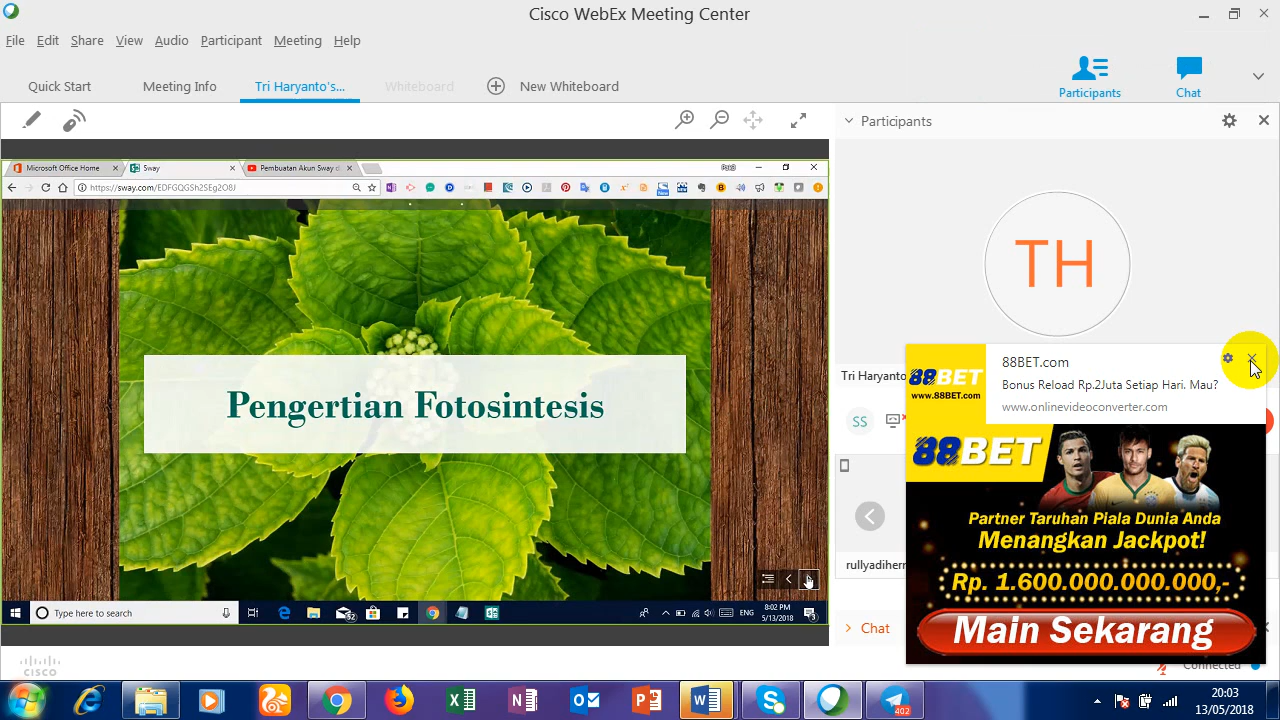 Cisco WebEx Meeting Center
File Edit Share View Audio Participant Meeting Help
Quick Start Meeting Info Tri Haryanto's... Whiteboard New Whiteboard
Participants Chat
Participants
Microsoft Office Home Sway Pembuatan Akun Sway d
https://sway.com/EDFGQGSh2SEg2O8J
Pengertian Fotosintesis
Type here to search
52
ENG
8:02 PM
5/13/2018
3
TH
Tri Haryanto
SS
rullyadiherr
Chat
Connected
88BET
www.88BET.com
88BET.com
Bonus Reload Rp.2Juta Setiap Hari. Mau?
www.onlinevideoconverter.com
88BET
Partner Taruhan Piala Dunia Anda
Menangkan Jackpot!
Rp. 1.600.000.000.000,-
Main Sekarang
CISCO
402
20:03
13/05/2018